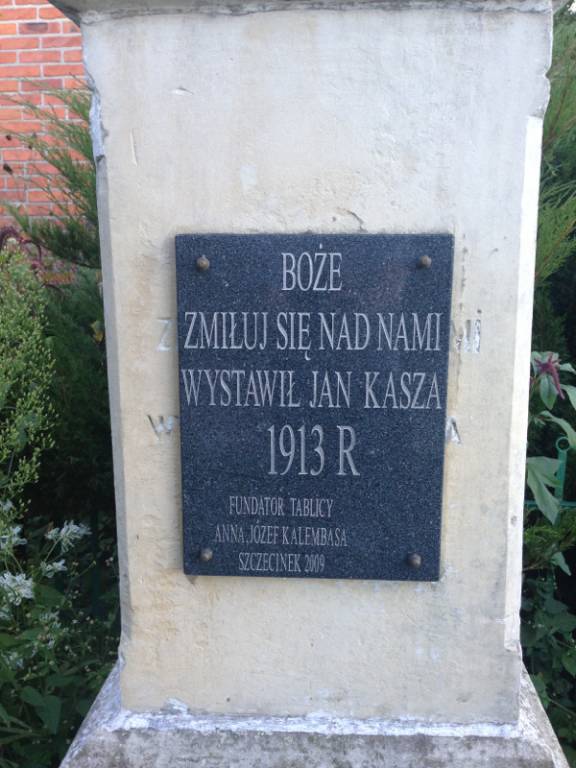 BOŻE
ZMIŁUJ SIĘ NAD NAMI
WYSTAWIŁ JAN KASZA
1913 R
FUNDATOR TABLICY
ANNA, JÓZEF KALEMBASA
SZCZECINEK 2009